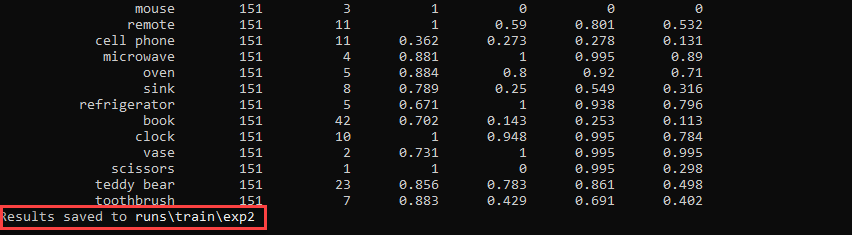 mouse 151 3 1 0 0 0
remote 151 11 1 0.59 0.801 0.532
cell phone 151 11 0.362 0.273 0.278 0.131
microwave 151 4 0.881 1 0.995 0.89
oven 151 5 0.884 0.8 0.92 0.71
sink 151 8 0.789 0.25 0.549 0.316
refrigerator 151 5 0.671 1 0.938 0.796
book 151 42 0.702 0.143 0.253 0.113
clock 151 10 1 0.948 0.995 0.784
vase 151 2 0.731 1 0.995 0.995
scissors 151 1 1 0 0.995 0.298
teddy bear 151 23 0.856 0.783 0.861 0.498
toothbrush 151 7 0.883 0.429 0.691 0.402
Results saved to runs\train\exp2